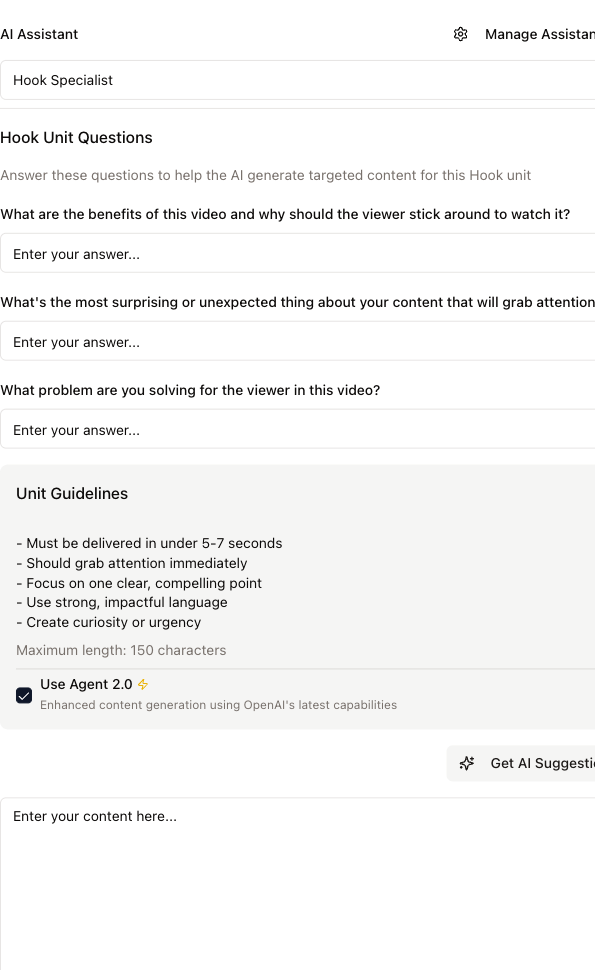 AI Assistant
Manage Assistan
Hook Specialist
Hook Unit Questions
Answer these questions to help the AI generate targeted content for this Hook unit
What are the benefits of this video and why should the viewer stick around to watch it?
Enter your answer...
What's the most surprising or unexpected thing about your content that will grab attention
Enter your answer...
What problem are you solving for the viewer in this video?
Enter your answer...
Unit Guidelines
- Must be delivered in under 5-7 seconds
- Should grab attention immediately
- Focus on one clear, compelling point
- Use strong, impactful language
- Create curiosity or urgency
Maximum length: 150 characters
Use Agent 2.0
Enhanced content generation using OpenAI's latest capabilities
Get AI Suggesti
Enter your content here...